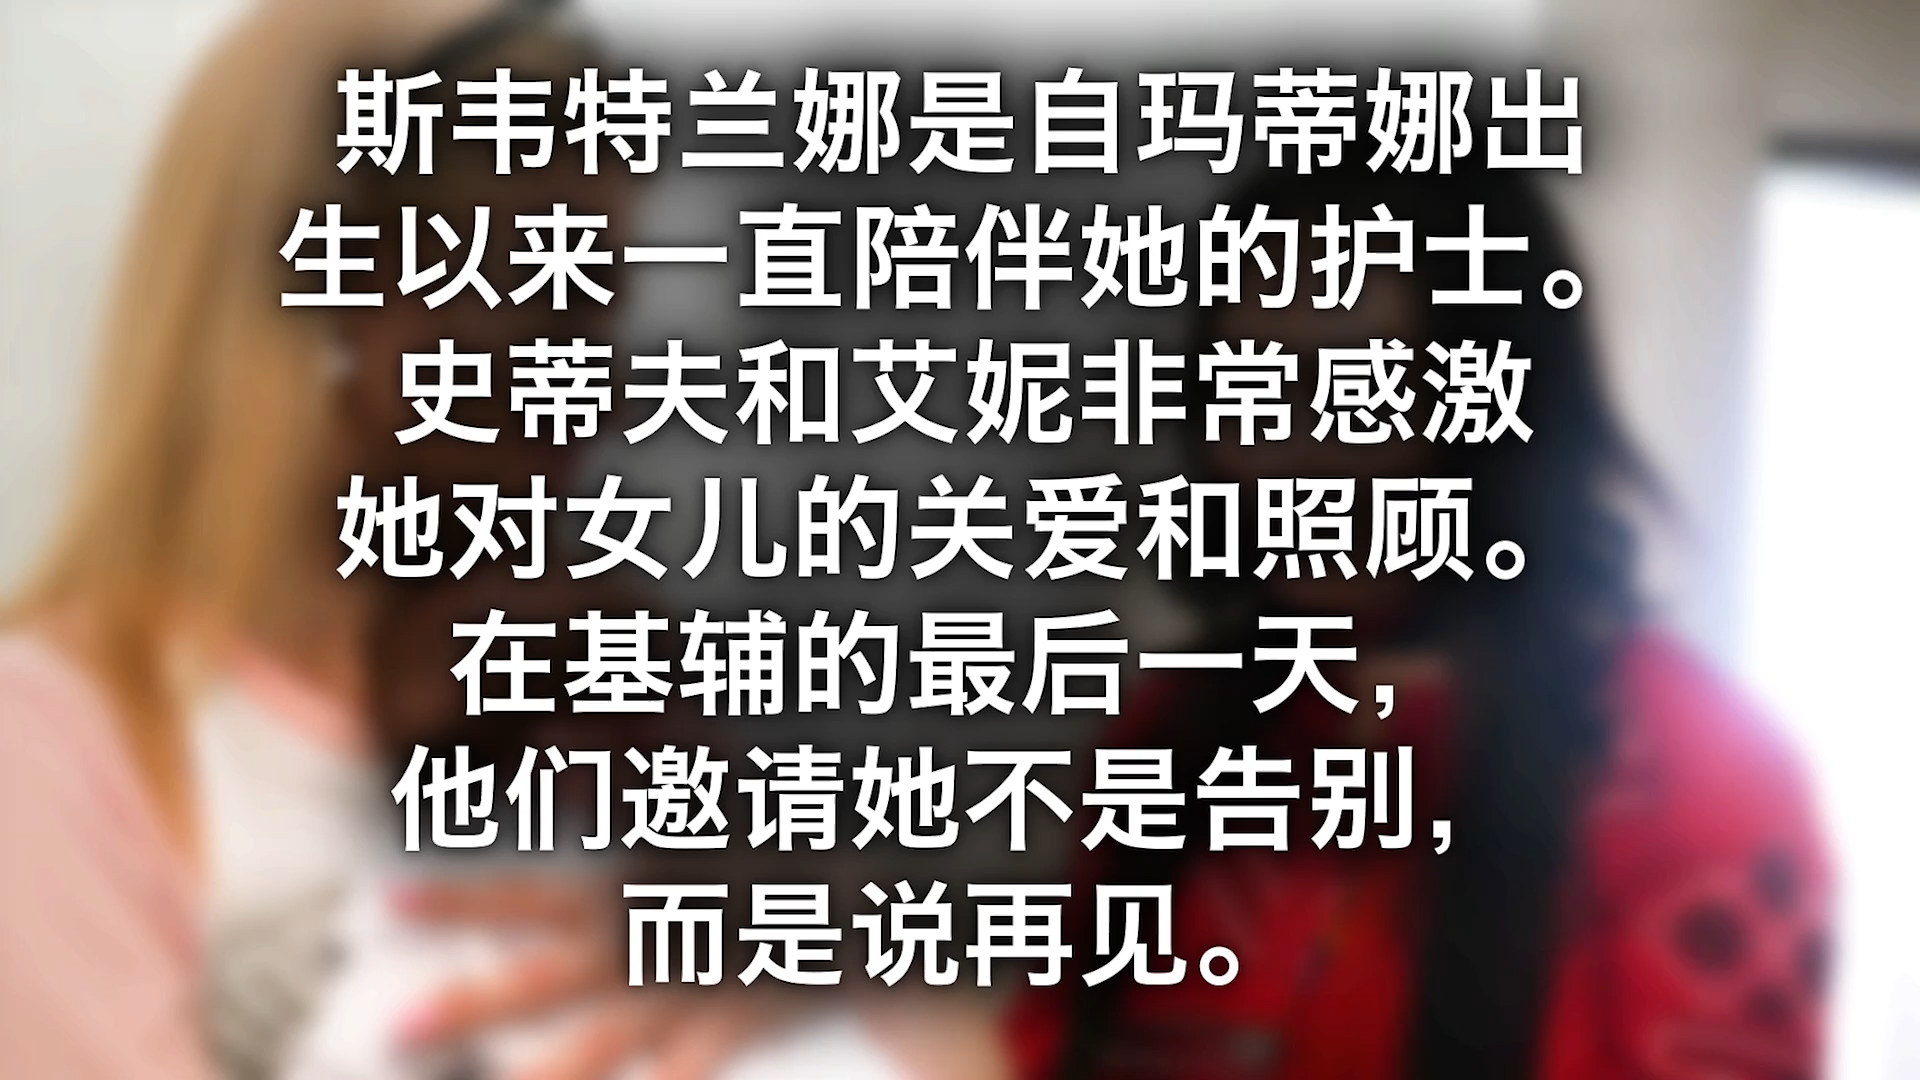 斯韦特兰娜是自玛蒂娜出
生以来一直陪伴她的护士。
史蒂夫和艾妮非常感激
她对女儿的关爱和照顾。
在基辅的最后一天，
他们邀请她不是告别，
而是说再见。